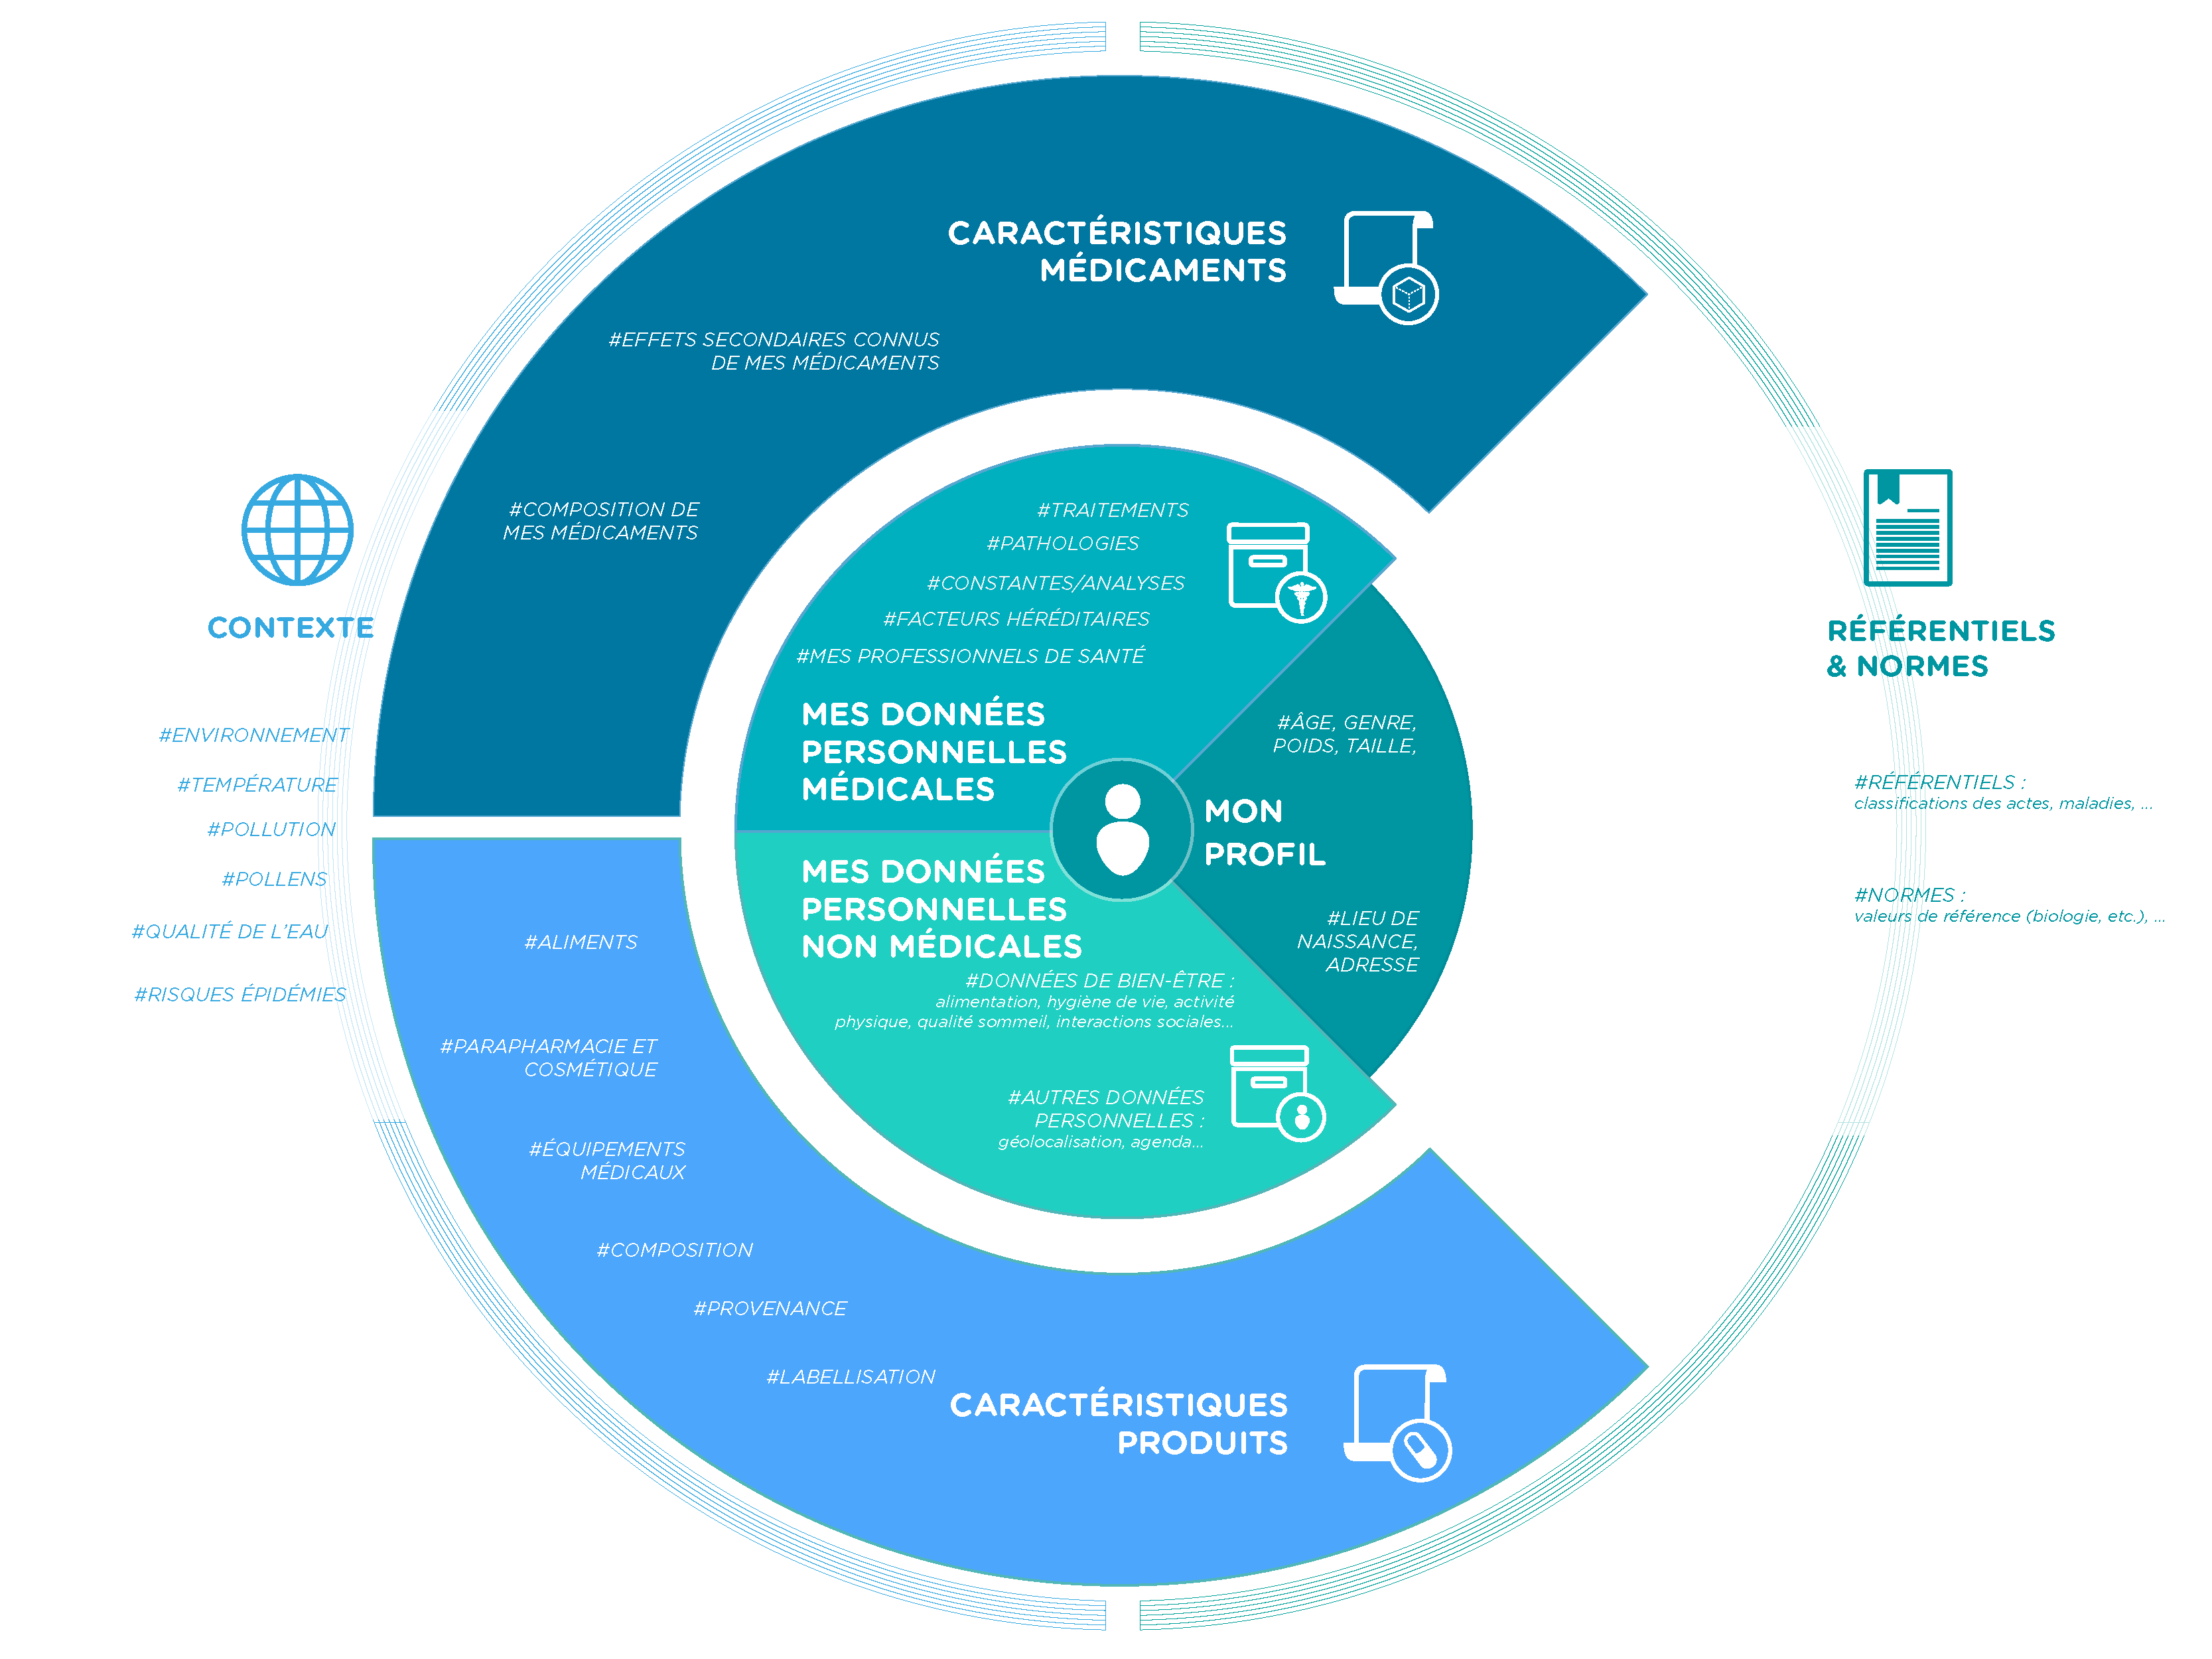 CARACTÉRISTIQUES
MÉDICAMENTS
#EFFETS SECONDAIRES CONNUS
DE MES MÉDICAMENTS
#COMPOSITION DE
MES MÉDICAMENTS
CONTEXTE
#ENVIRONNEMENT
#TEMPÉRATURE
#POLLUTION
#POLLENS
#QUALITÉ DE L'EAU
#RISQUES ÉPIDÉMIES
#TRAITEMENTS
#PATHOLOGIES
#CONSTANTES/ANALYSES
#FACTEURS HÉRÉDITAIRES
#MES PROFESSIONNELS DE SANTÉ
MES DONNÉES
PERSONNELLES
MÉDICALES
#ÂGE, GENRE,
POIDS, TAILLE,
MON
PROFIL
#LIEU DE
NAISSANCE,
ADRESSE
MES DONNÉES
PERSONNELLES
NON MÉDICALES
#DONNÉES DE BIEN-ÊTRE :
alimentation, hygiène de vie, activité
physique, qualité sommeil, interactions sociales...
#AUTRES DONNÉES
PERSONNELLES :
géolocalisation, agenda...
RÉFÉRENTIELS
& NORMES
#RÉFÉRENTIELS :
classifications des actes, maladies, ...
#NORMES :
valeurs de référence (biologie, etc.), ...
#ALIMENTS
#PARAPHARMACIE ET
COSMÉTIQUE
#ÉQUIPEMENTS
MÉDICAUX
#COMPOSITION
#PROVENANCE
#LABELLISATION
CARACTÉRISTIQUES
PRODUITS